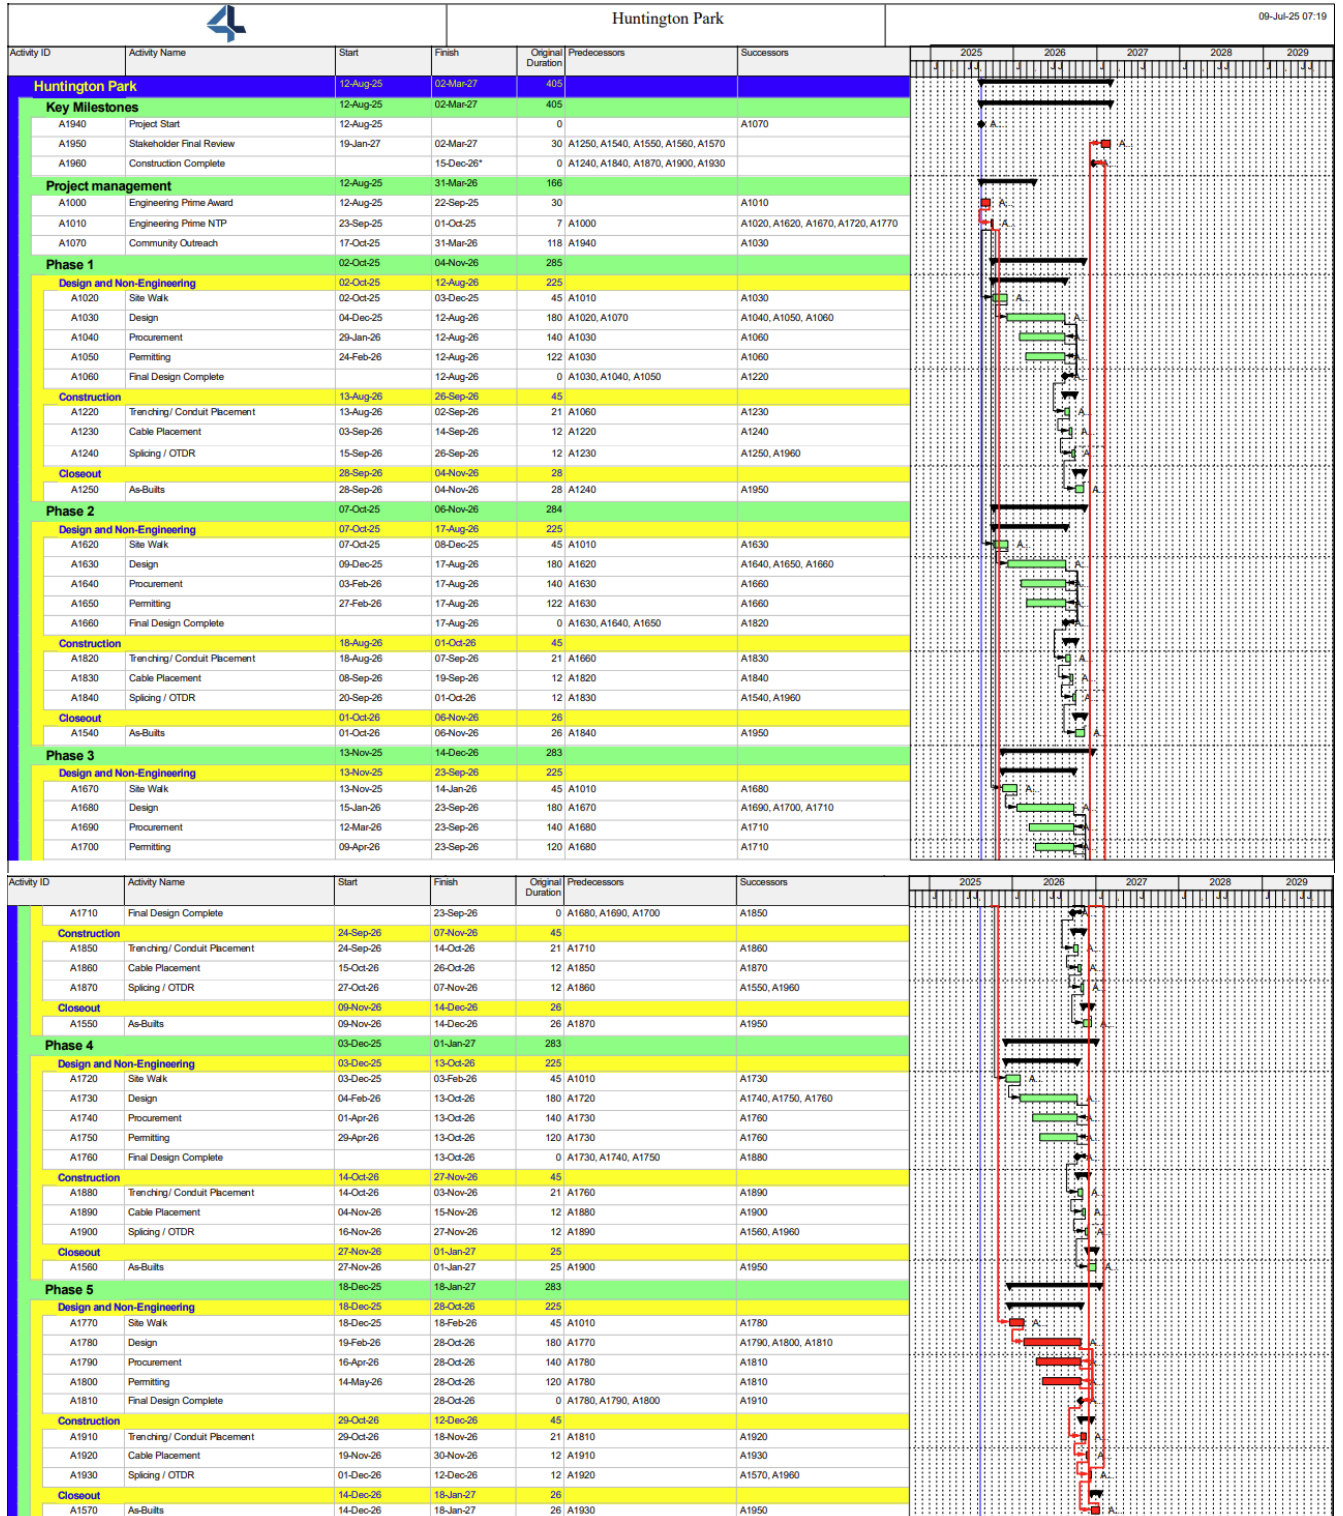 Huntington Park
09-Jul-25 07:19
Activity ID Activity Name Start Finish Original Duration Predecessors Successors 2025 2026 2027 2028 2029
Huntington Park 12-Aug-25 02-Mar-27 405
Key Milestones 12-Aug-25 02-Mar-27 405
A1940 Project Start 12-Aug-25 0 A1070 A...
A1950 Stakeholder Final Review 19-Jan-27 02-Mar-27 30 A1250, A1540, A1550, A1560, A1570 A...
A1960 Construction Complete 15-Dec-26* 0 A1240, A1840, A1870, A1900, A1930 A...
Project management 12-Aug-25 31-Mar-26 166
A1000 Engineering Prime Award 12-Aug-25 22-Sep-25 30 A1010 A...
A1010 Engineering Prime NTP 23-Sep-25 01-Oct-25 7 A1000 A1020, A1620, A1670, A1720, A1770 A...
A1070 Community Outreach 17-Oct-25 31-Mar-26 118 A1940 A1030
Phase 1 02-Oct-25 04-Nov-26 285
Design and Non-Engineering 02-Oct-25 12-Aug-26 225
A1020 Site Walk 02-Oct-25 03-Dec-25 45 A1010 A1030 A...
A1030 Design 04-Dec-25 12-Aug-26 180 A1020, A1070 A1040, A1050, A1060 A...
A1040 Procurement 29-Jan-26 12-Aug-26 140 A1030 A1060 A...
A1050 Permitting 24-Feb-26 12-Aug-26 122 A1030 A1060 A...
A1060 Final Design Complete 12-Aug-26 0 A1030, A1040, A1050 A1220 A...
Construction 13-Aug-26 26-Sep-26 45
A1220 Trenching/ Conduit Placement 13-Aug-26 02-Sep-26 21 A1060 A1230 A...
A1230 Cable Placement 03-Sep-26 14-Sep-26 12 A1220 A1240 A...
A1240 Splicing / OTDR 15-Sep-26 26-Sep-26 12 A1230 A1250, A1960 A
Closeout 28-Sep-26 04-Nov-26 28
A1250 As-Builts 28-Sep-26 04-Nov-26 28 A1240 A1950 A...
Phase 2 07-Oct-25 06-Nov-26 284
Design and Non-Engineering 07-Oct-25 17-Aug-26 225
A1620 Site Walk 07-Oct-25 08-Dec-25 45 A1010 A1630 A...
A1630 Design 09-Dec-25 17-Aug-26 180 A1620 A1640, A1650, A1660 A...
A1640 Procurement 03-Feb-26 17-Aug-26 140 A1630 A1660 A...
A1650 Permitting 27-Feb-26 17-Aug-26 122 A1630 A1660 A...
A1660 Final Design Complete 17-Aug-26 0 A1630, A1640, A1650 A1820 A...
Construction 18-Aug-26 01-Oct-26 45
A1820 Trenching/ Conduit Placement 18-Aug-26 07-Sep-26 21 A1660 A1830 A...
A1830 Cable Placement 08-Sep-26 19-Sep-26 12 A1820 A1840 A...
A1840 Splicing / OTDR 20-Sep-26 01-Oct-26 12 A1830 A1540, A1960 A...
Closeout 01-Oct-26 06-Nov-26 26
A1540 As-Builts 01-Oct-26 06-Nov-26 26 A1840 A1950 A...
Phase 3 13-Nov-25 14-Dec-26 283
Design and Non-Engineering 13-Nov-25 23-Sep-26 225
A1670 Site Walk 13-Nov-25 14-Jan-26 45 A1010 A1680 A...
A1680 Design 15-Jan-26 23-Sep-26 180 A1670 A1690, A1700, A1710 A...
A1690 Procurement 12-Mar-26 23-Sep-26 140 A1680 A1710 A...
A1700 Permitting 09-Apr-26 23-Sep-26 120 A1680 A1710 A...
Activity ID Activity Name Start Finish Original Duration Predecessors Successors 2025 2026 2027 2028 2029
A1710 Final Design Complete 23-Sep-26 0 A1680, A1690, A1700 A1850 A...
Construction 24-Sep-26 07-Nov-26 45
A1850 Trenching/ Conduit Placement 24-Sep-26 14-Oct-26 21 A1710 A1860 A...
A1860 Cable Placement 15-Oct-26 26-Oct-26 12 A1850 A1870 A...
A1870 Splicing / OTDR 27-Oct-26 07-Nov-26 12 A1860 A1550, A1960 A...
Closeout 09-Nov-26 14-Dec-26 26
A1550 As-Builts 09-Nov-26 14-Dec-26 26 A1870 A1950 A...
Phase 4 03-Dec-25 01-Jan-27 283
Design and Non-Engineering 03-Dec-25 13-Oct-26 225
A1720 Site Walk 03-Dec-25 03-Feb-26 45 A1010 A1730 A...
A1730 Design 04-Feb-26 13-Oct-26 180 A1720 A1740, A1750, A1760 A...
A1740 Procurement 01-Apr-26 13-Oct-26 140 A1730 A1760 A...
A1750 Permitting 29-Apr-26 13-Oct-26 120 A1730 A1760 A...
A1760 Final Design Complete 13-Oct-26 0 A1730, A1740, A1750 A1880 A...
Construction 14-Oct-26 27-Nov-26 45
A1880 Trenching/ Conduit Placement 14-Oct-26 03-Nov-26 21 A1760 A1890 A...
A1890 Cable Placement 04-Nov-26 15-Nov-26 12 A1880 A1900 A...
A1900 Splicing / OTDR 16-Nov-26 27-Nov-26 12 A1890 A1560, A1960 A...
Closeout 27-Nov-26 01-Jan-27 25
A1560 As-Builts 27-Nov-26 01-Jan-27 25 A1900 A1950 A...
Phase 5 18-Dec-25 18-Jan-27 283
Design and Non-Engineering 18-Dec-25 28-Oct-26 225
A1770 Site Walk 18-Dec-25 18-Feb-26 45 A1010 A1780 A...
A1780 Design 19-Feb-26 28-Oct-26 180 A1770 A1790, A1800, A1810 A...
A1790 Procurement 16-Apr-26 28-Oct-26 140 A1780 A1810 A...
A1800 Permitting 14-May-26 28-Oct-26 120 A1780 A1810 A...
A1810 Final Design Complete 28-Oct-26 0 A1780, A1790, A1800 A1910 A...
Construction 29-Oct-26 12-Dec-26 45
A1910 Trenching/ Conduit Placement 29-Oct-26 18-Nov-26 21 A1810 A1920 A...
A1920 Cable Placement 19-Nov-26 30-Nov-26 12 A1910 A1930 A...
A1930 Splicing / OTDR 01-Dec-26 12-Dec-26 12 A1920 A1570, A1960 A...
Closeout 14-Dec-26 18-Jan-27 26
A1570 As-Builts 14-Dec-26 18-Jan-27 26 A1930 A1950 A...